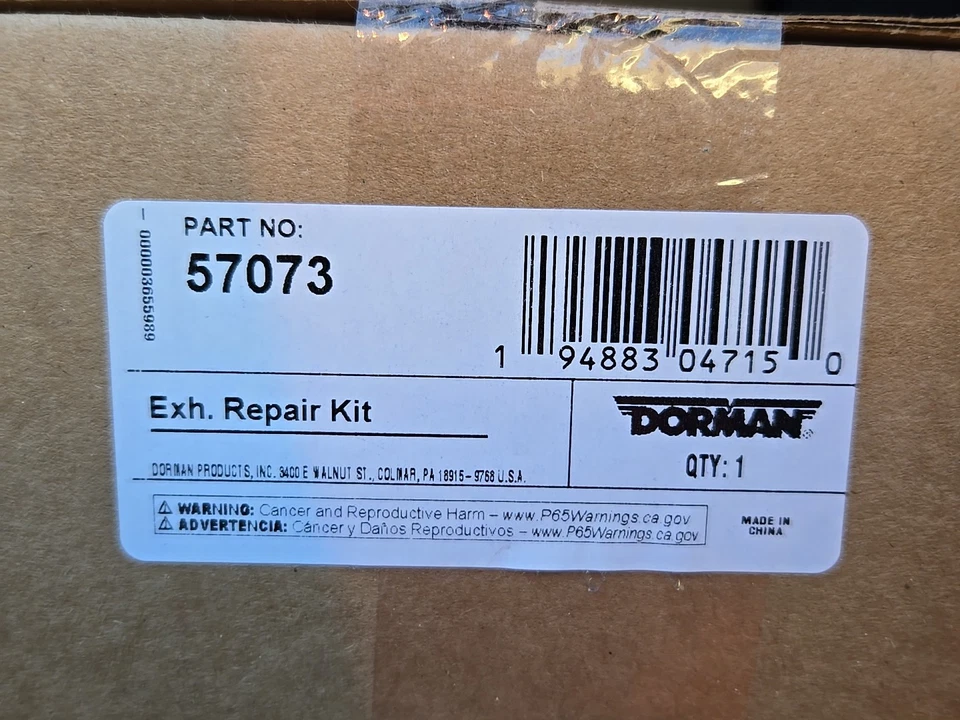 - 000003655989
PART NO:
57073
1 94883 04715 0
Exh. Repair Kit
DORMAN
QTY: 1
DORMAN PRODUCTS, INC. 3400 E WALNUT ST., COLMAR, PA 18915-9768 U.S.A.
⚠ WARNING: Cancer and Reproductive Harm – www.P65Warnings.ca.gov
⚠ ADVERTENCIA: Cáncer y Daños Reproductivos – www.P65Warnings.ca.gov
MADE IN
CHINA